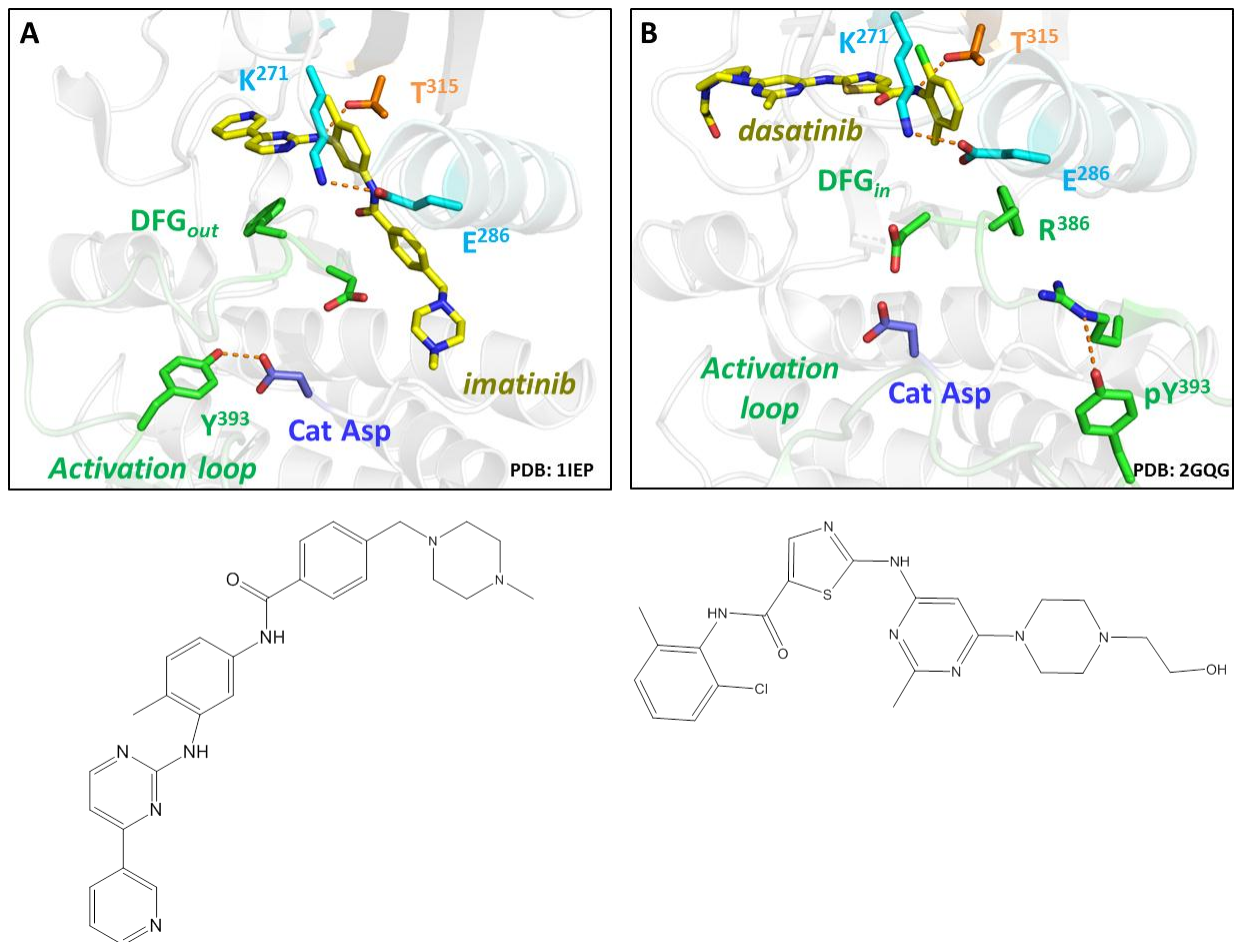 A
K271
T315
DFGout
E286
imatinib
Y393
Cat Asp
Activation loop
PDB: 1IEP
B
K271
T315
dasatinib
DFGin
E286
R386
Activation
loop
Cat Asp
pY393
PDB: 2GQG
O
NH
N
N
N
NH
N
N
N
NH
S
HN
O
Cl
N
N
N
N
OH